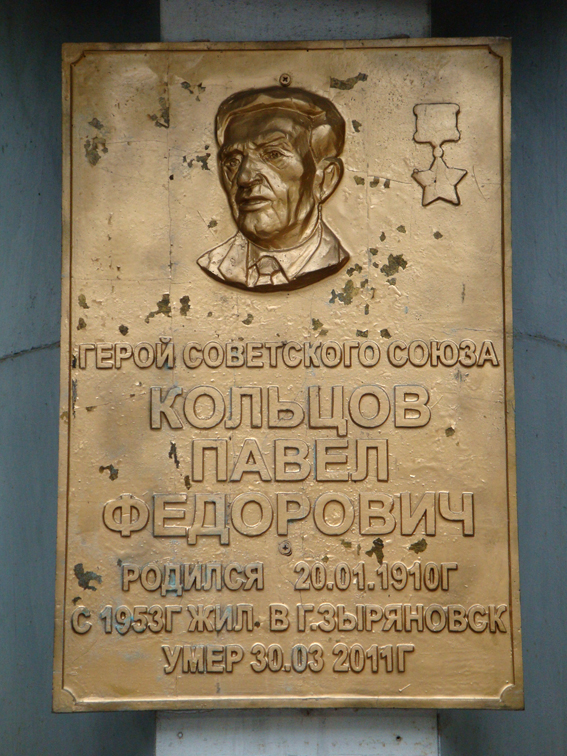 ГЕРОЙ СОВЕТСКОГО СОЮЗА
КОЛЬЦОВ
ПАВЕЛ
ФЕДОРОВИЧ
РОДИЛСЯ 20.01.1910Г
С 1953Г ЖИЛ. В Г.ЗЫРЯНОВСК
УМЕР 30.03 2011Г